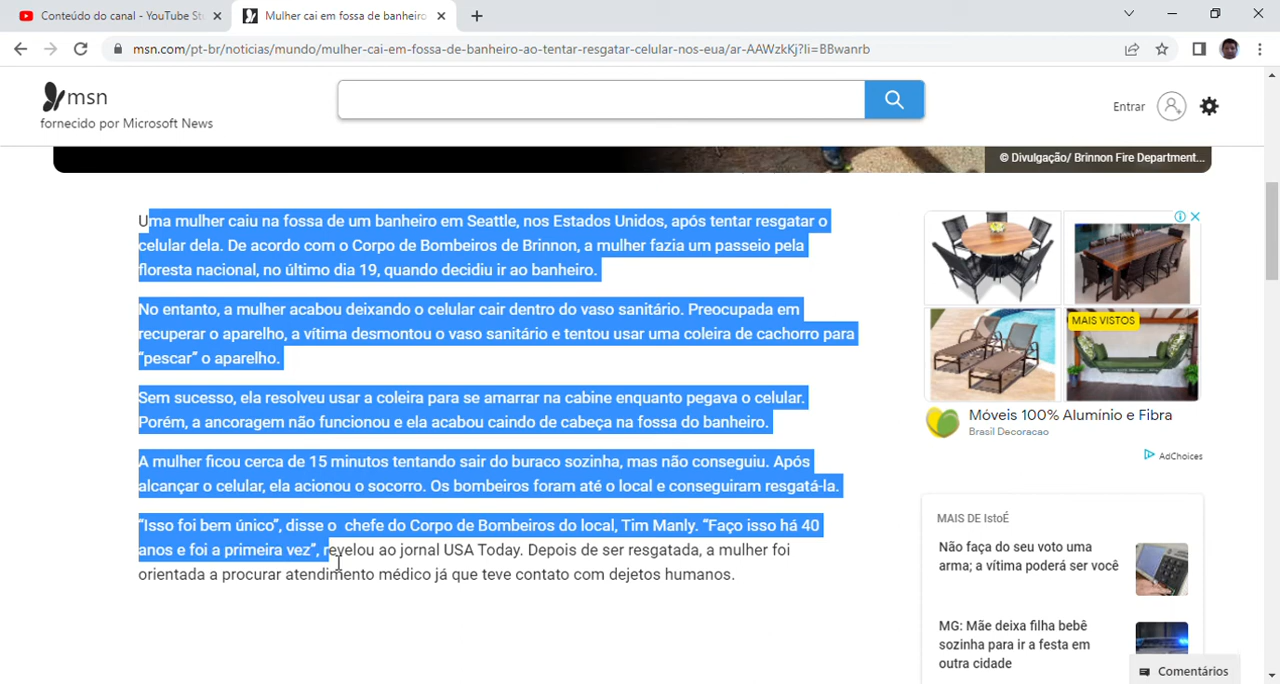 Conteúdo do canal - YouTube St
Mulher cai em fossa de banheiro
msn.com/pt-br/noticias/mundo/mulher-cai-em-fossa-de-banheiro-ao-tentar-resgatar-celular-nos-eua/ar-AAWzkKj?li=BBwanrb
msn
fornecido por Microsoft News
Entrar
© Divulgação/ Brinnon Fire Department...
Uma mulher caiu na fossa de um banheiro em Seattle, nos Estados Unidos, após tentar resgatar o
celular dela. De acordo com o Corpo de Bombeiros de Brinnon, a mulher fazia um passeio pela
floresta nacional, no último dia 19, quando decidiu ir ao banheiro.
No entanto, a mulher acabou deixando o celular cair dentro do vaso sanitário. Preocupada em
recuperar o aparelho, a vítima desmontou o vaso sanitário e tentou usar uma coleira de cachorro para
“pescar” o aparelho.
Sem sucesso, ela resolveu usar a coleira para se amarrar na cabine enquanto pegava o celular.
Porém, a ancoragem não funcionou e ela acabou caindo de cabeça na fossa do banheiro.
A mulher ficou cerca de 15 minutos tentando sair do buraco sozinha, mas não conseguiu. Após
alcançar o celular, ela acionou o socorro. Os bombeiros foram até o local e conseguiram resgatá-la.
“Isso foi bem único”, disse o  chefe do Corpo de Bombeiros do local, Tim Manly. “Faço isso há 40
anos e foi a primeira vez”, revelou ao jornal USA Today. Depois de ser resgatada, a mulher foi
orientada a procurar atendimento médico já que teve contato com dejetos humanos.
MAIS VISTOS
Móveis 100% Alumínio e Fibra
Brasil Decoracao
AdChoices
MAIS DE IstoÉ
Não faça do seu voto uma
arma; a vítima poderá ser você
MG: Mãe deixa filha bebê
sozinha para ir a festa em
outra cidade
Comentários